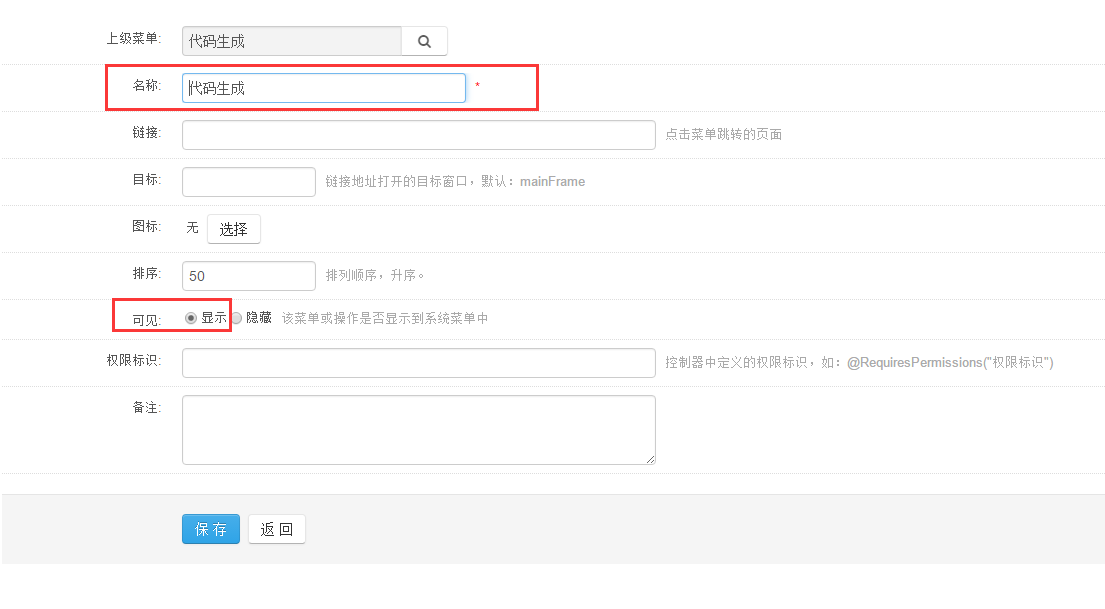 上级菜单: 代码生成
名称: 代码生成 *
链接: 点击菜单跳转的页面
目标: 链接地址打开的目标窗口，默认：mainFrame
图标: 无 选择
排序: 50 排列顺序，升序。
可见: 显示 隐藏 该菜单或操作是否显示到系统菜单中
权限标识: 控制器中定义的权限标识，如：@RequiresPermissions("权限标识")
备注:
保 存 返 回